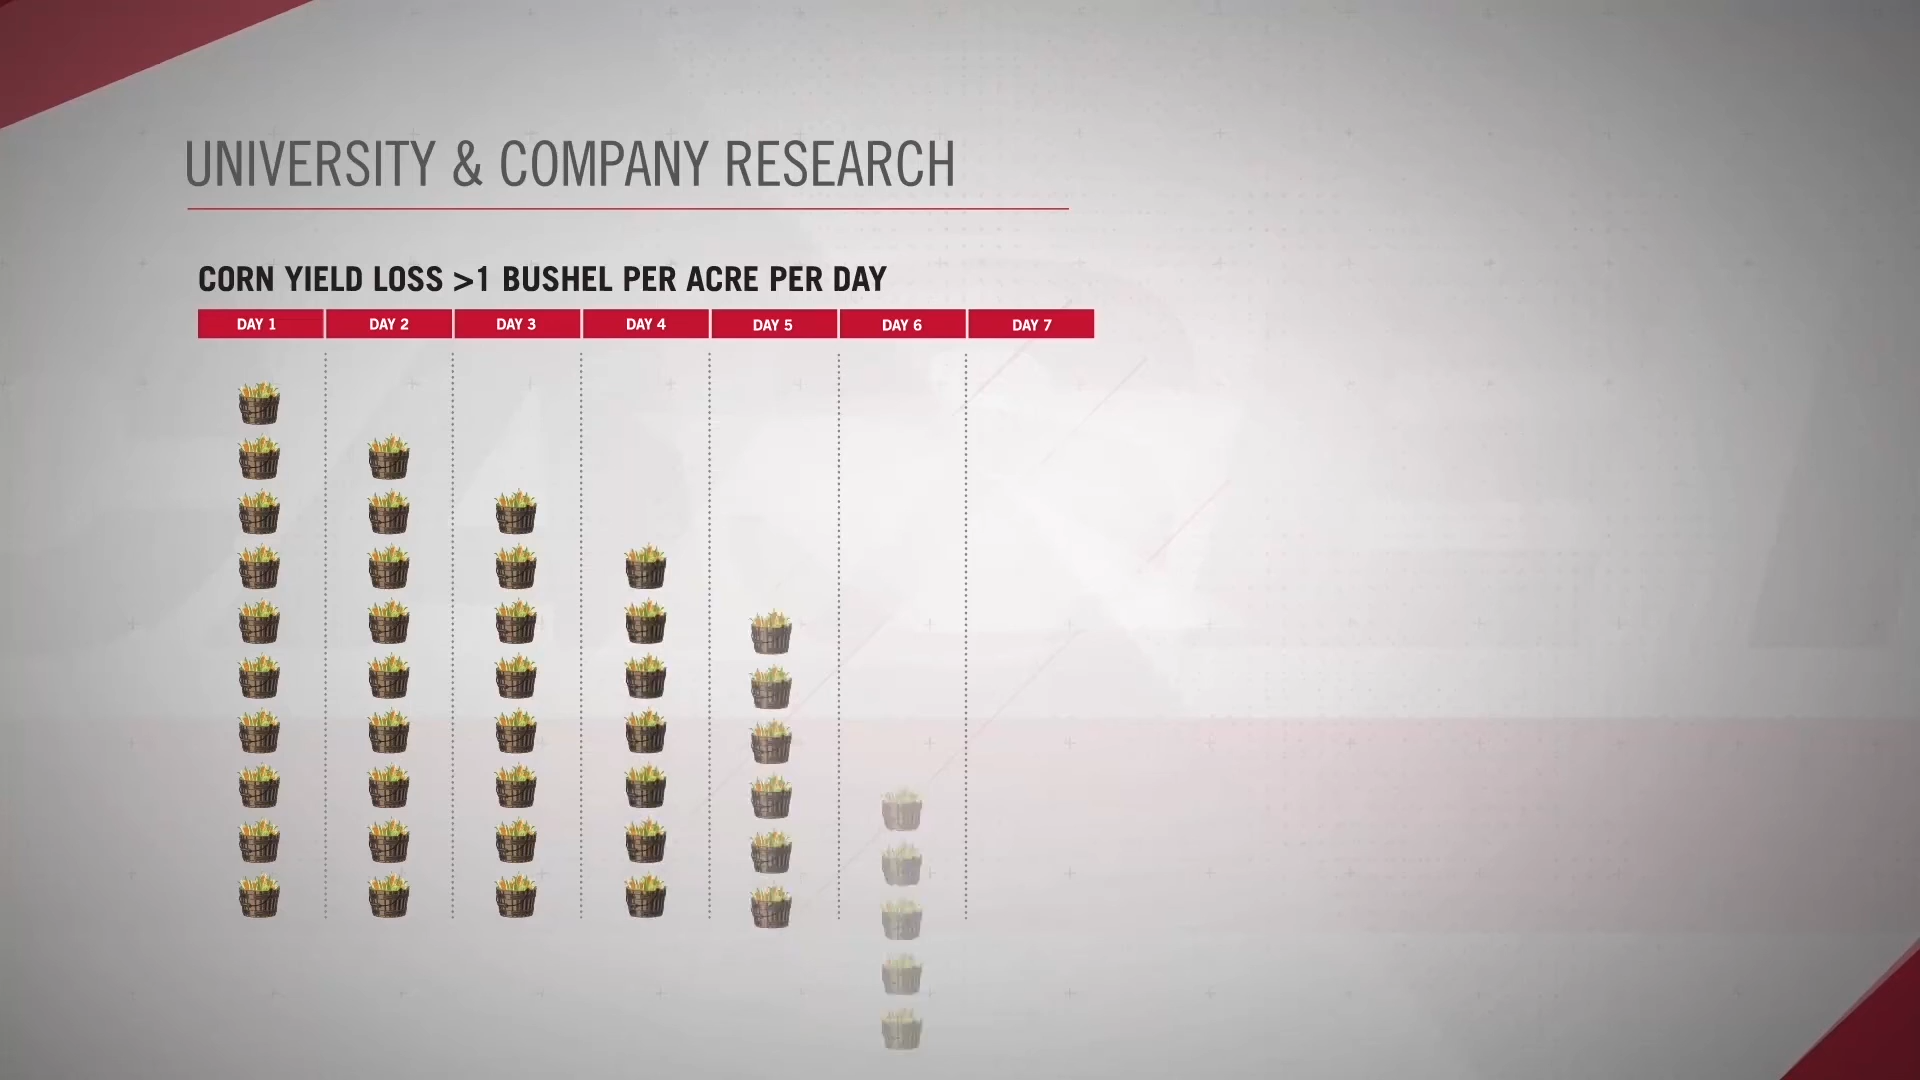 UNIVERSITY & COMPANY RESEARCH
CORN YIELD LOSS >1 BUSHEL PER ACRE PER DAY
DAY 1 DAY 2 DAY 3 DAY 4 DAY 5 DAY 6 DAY 7